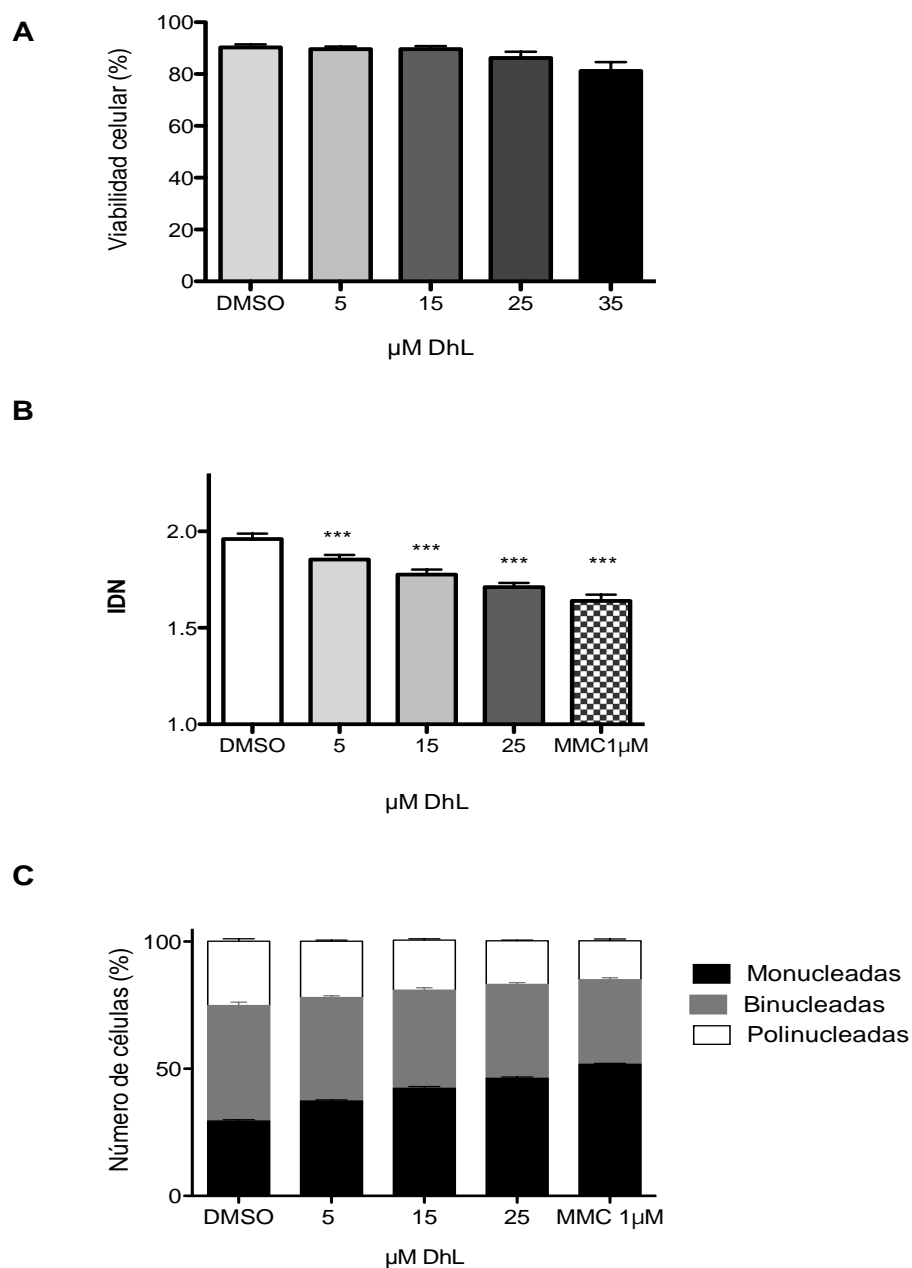 A
Viabilidad celular (%)
100
80
60
40
20
0
DMSO 5 15 25 35
µM DhL
B
IDN
2.0
1.5
1.0
*** *** *** ***
DMSO 5 15 25 MMC1µM
µM DhL
C
Número de células (%)
100
50
0
DMSO 5 15 25 MMC 1µM
µM DhL
Monucleadas
Binucleadas
Polinucleadas